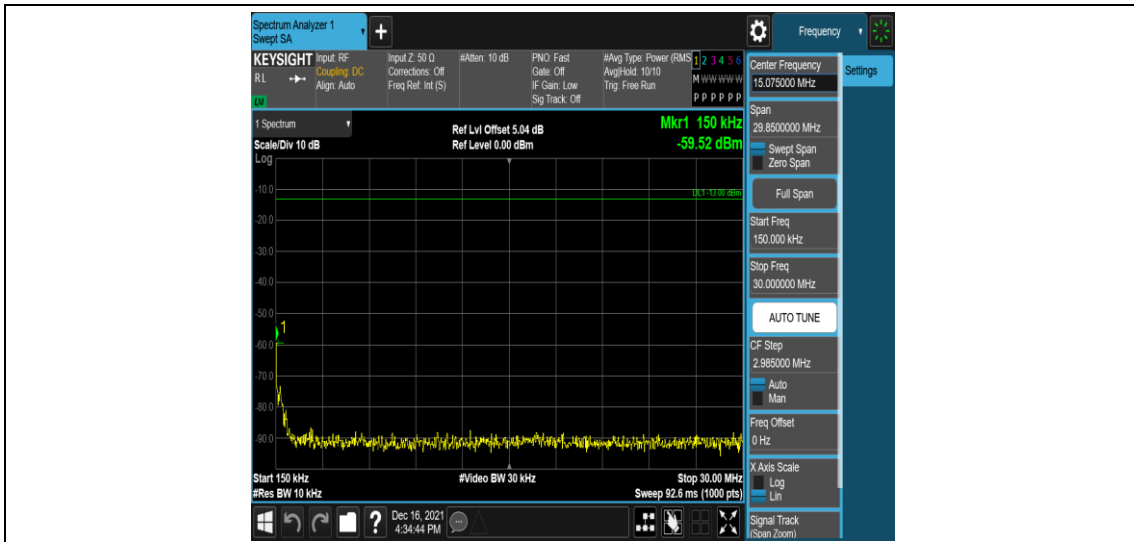 Spectrum Analyzer 1
Swept SA
+
Frequency
KEYSIGHT
RL
LXI
Input: RF
Coupling: DC
Align: Auto
Input Z: 50 Ω
Corrections: Off
Freq Ref: Int (S)
#Atten: 10 dB
PNO: Fast
Gate: Off
IF Gain: Low
Sig Track: Off
#Avg Type: Power (RMS
Avg|Hold: 10/10
Trig: Free Run
1 2 3 4 5 6
M W W W W W
P P P P P P
1 Spectrum
Scale/Div 10 dB
Ref Lvl Offset 5.04 dB
Ref Level 0.00 dBm
Mkr1 150 kHz
-59.52 dBm
Log
DL1 -13.00 dBm
-10.0
-20.0
-30.0
-40.0
-50.0
1
-60.0
-70.0
-80.0
-90.0
Start 150 kHz
#Res BW 10 kHz
#Video BW 30 kHz
Stop 30.00 MHz
Sweep 92.6 ms (1000 pts)
?
Dec 16, 2021
4:34:44 PM
Center Frequency
15.075000 MHz
Settings
Span
29.8500000 MHz
Swept Span
Zero Span
Full Span
Start Freq
150.000 kHz
Stop Freq
30.000000 MHz
AUTO TUNE
CF Step
2.985000 MHz
Auto
Man
Freq Offset
0 Hz
X Axis Scale
Log
Lin
Signal Track
(Span Zoom)